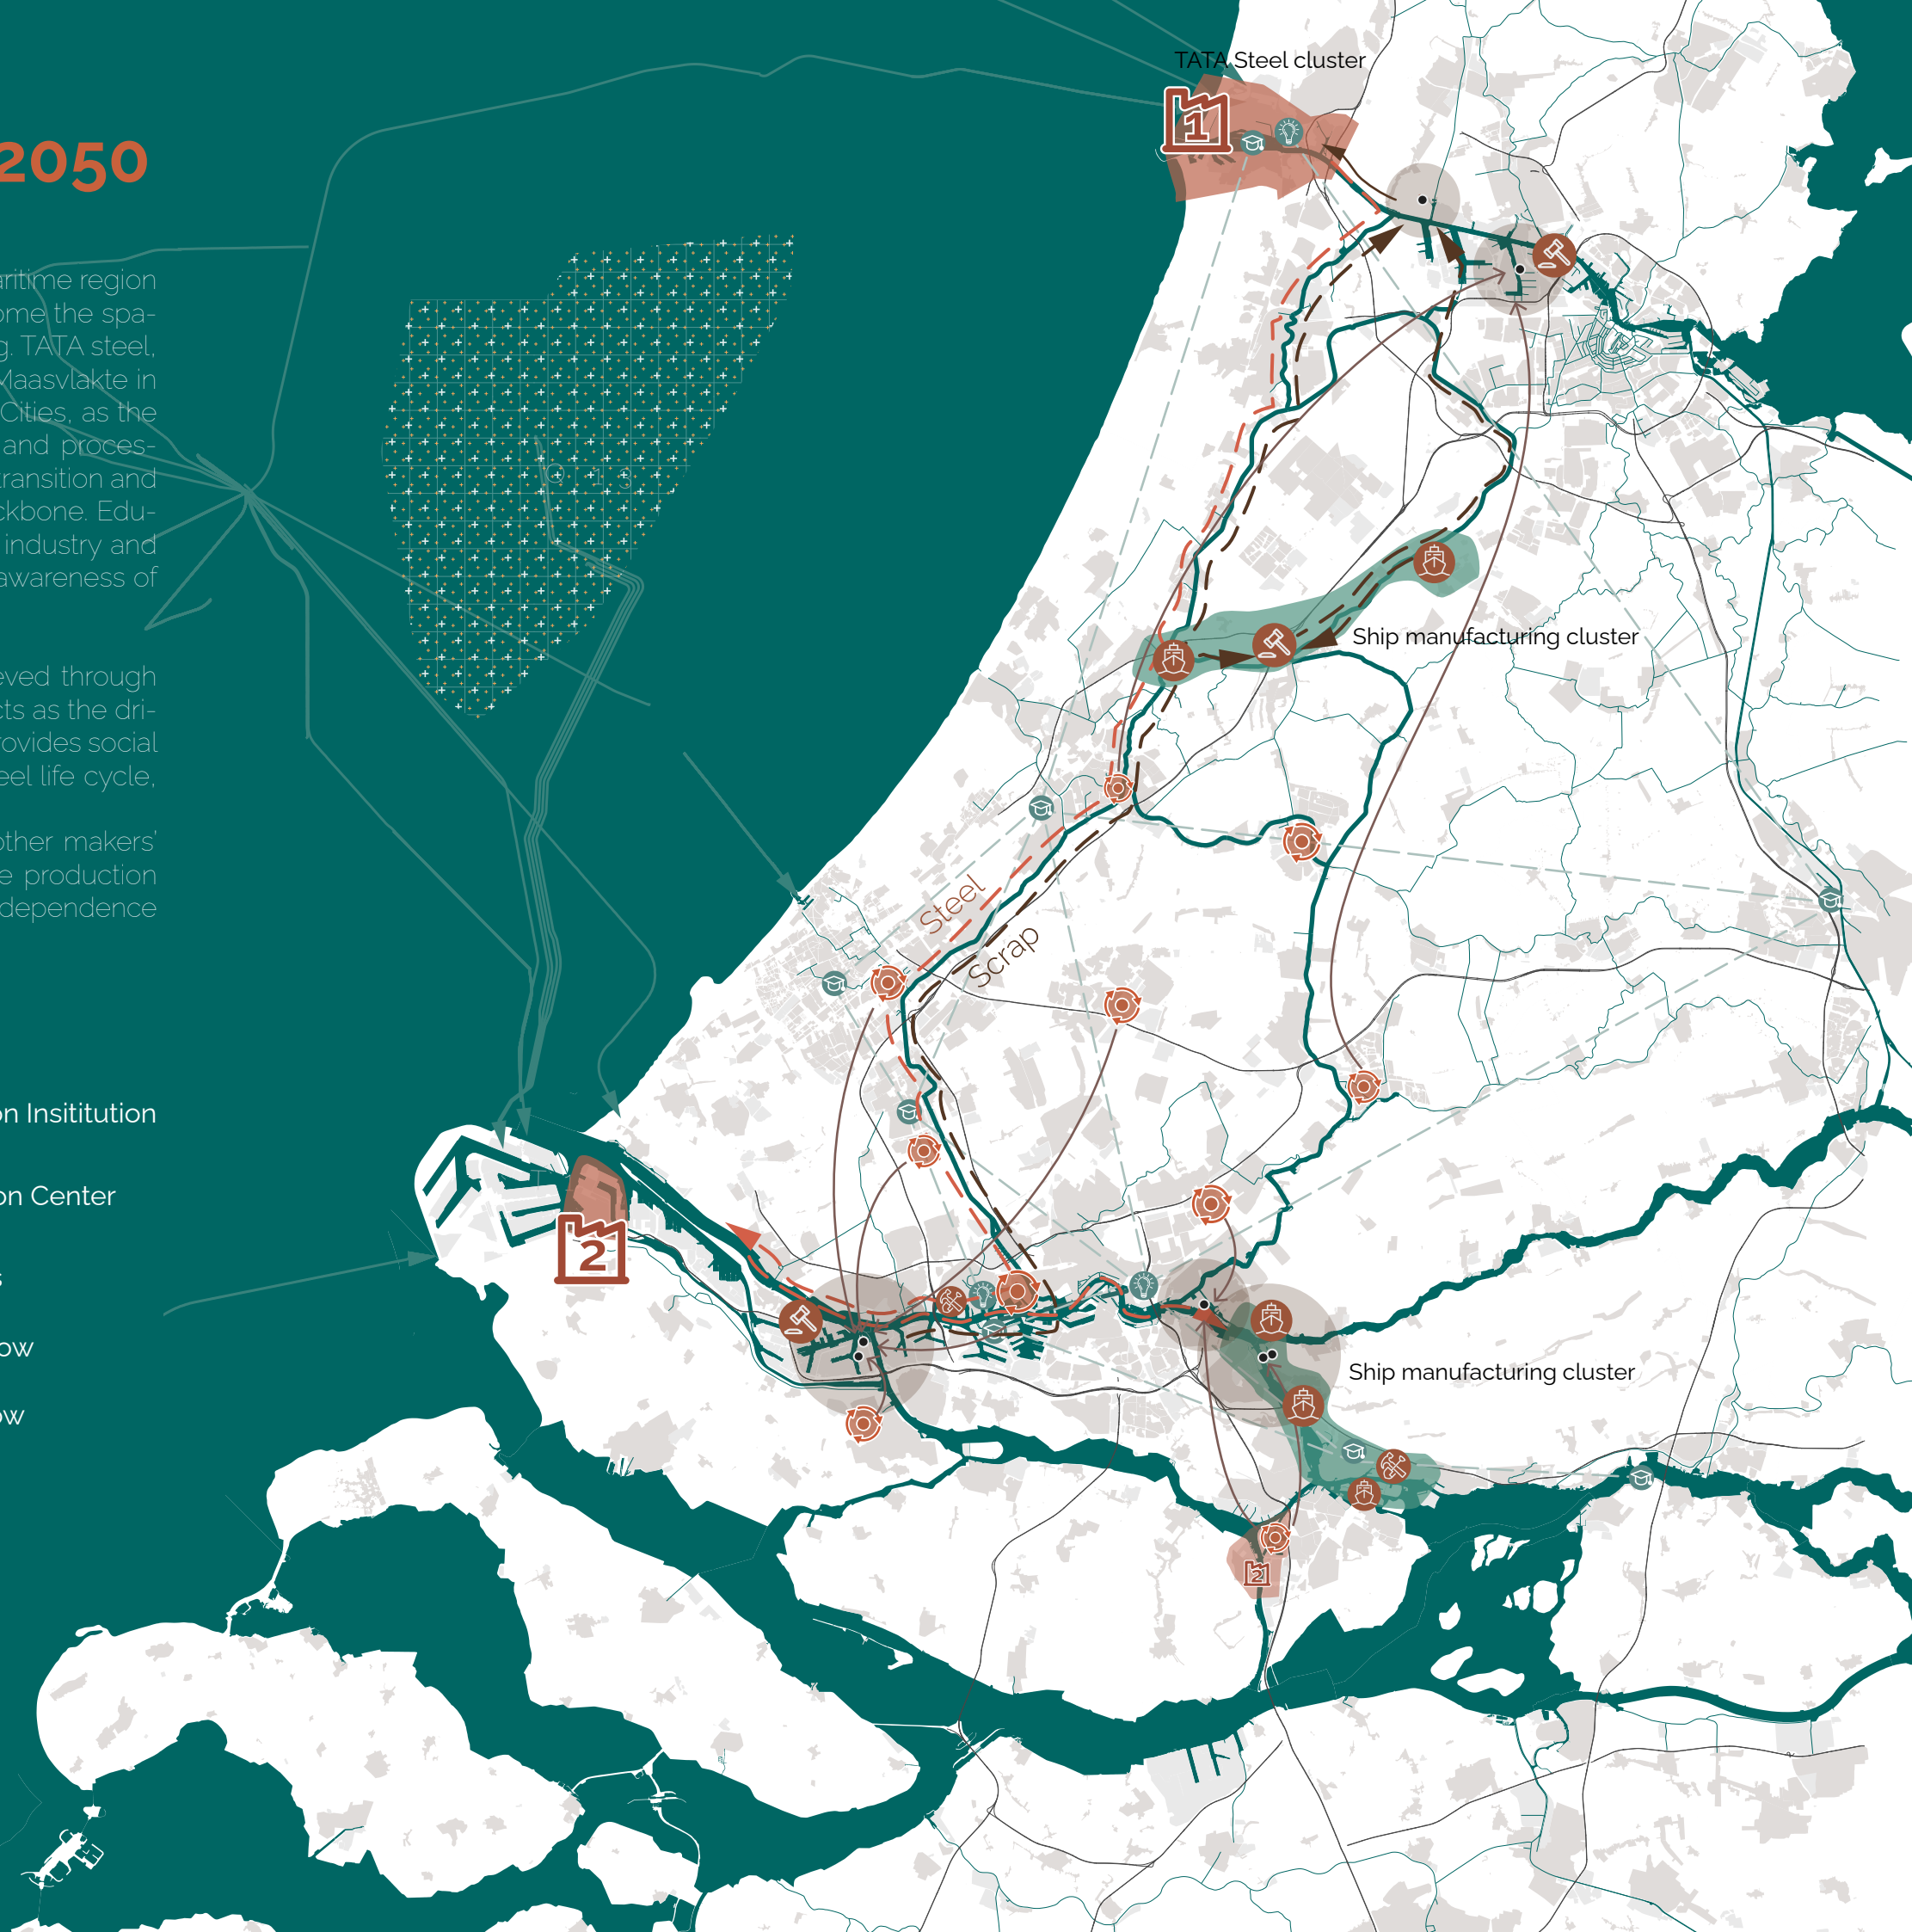 2050
aritime region
ome the spa-
g. TATA steel,
Maasvlakte in
Cities, as the
and proces-
transition and
ckbone. Edu-
industry and
awareness of
eved through
cts as the dri-
rovides social
eel life cycle,
other makers'
e production
dependence
on Insititution
on Center
s
ow
ow
TATA Steel cluster
1
Ship manufacturing cluster
Steel
Scrap
2
Ship manufacturing cluster
2